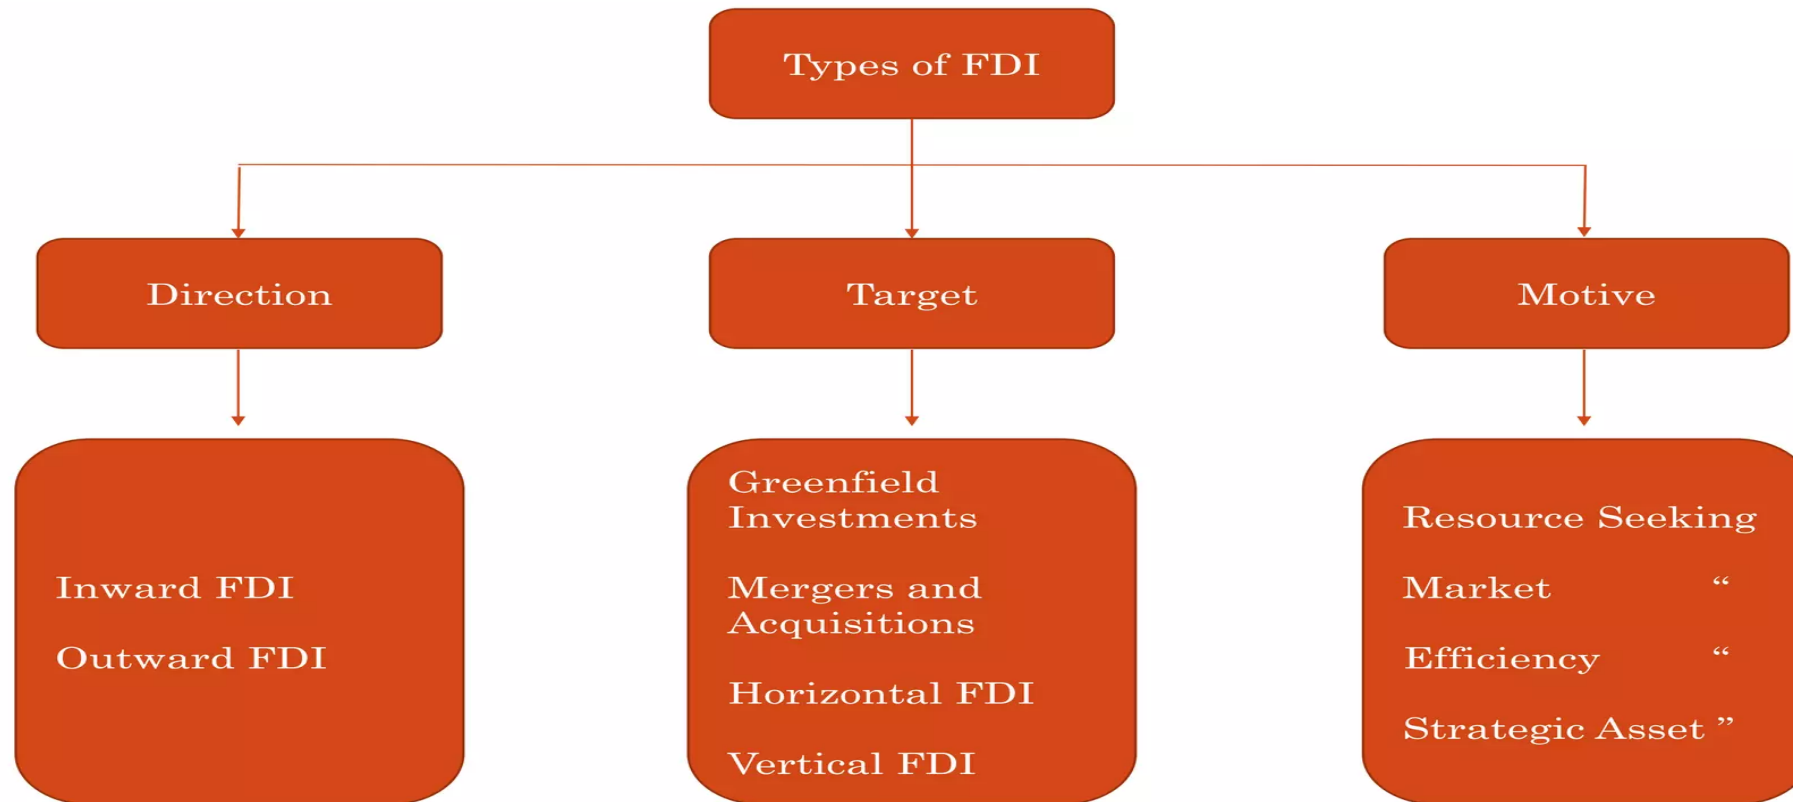 Types of FDI
Direction
Target
Motive
Inward FDI
Outward FDI
Greenfield
Investments
Mergers and
Acquisitions
Horizontal FDI
Vertical FDI
Resource Seeking
Market “
Efficiency “
Strategic Asset ”